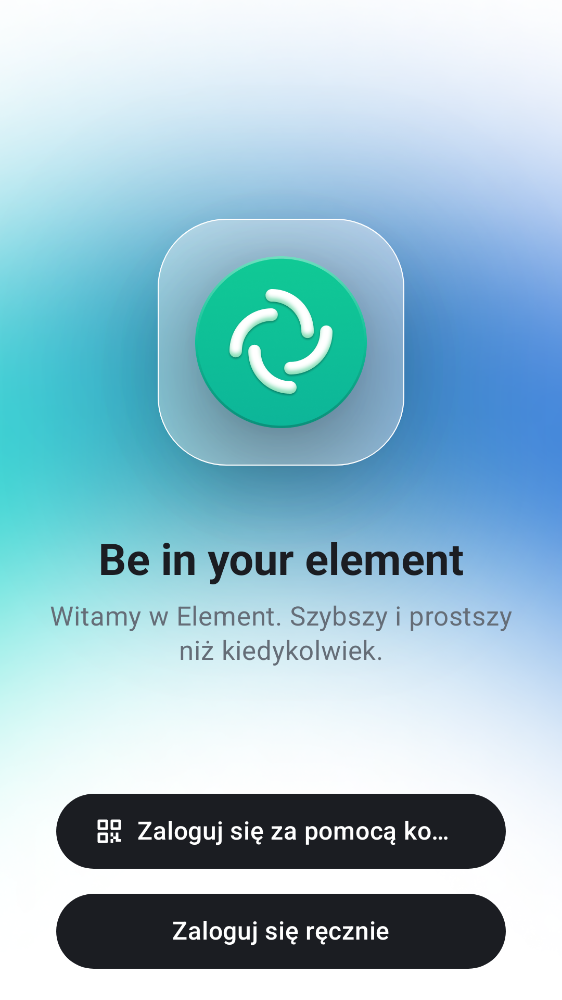 Be in your element
Witamy w Element. Szybszy i prostszy
niż kiedykolwiek.
Zaloguj się za pomocą ko…
Zaloguj się ręcznie